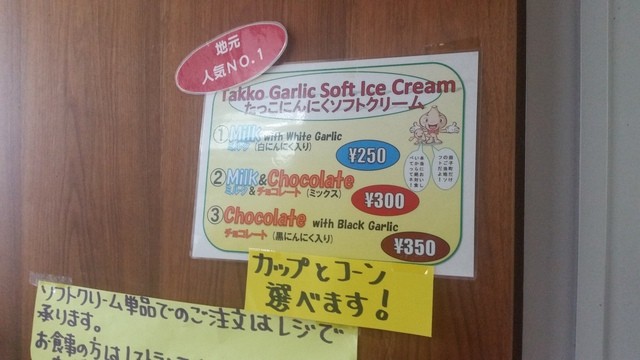 地元
人気NO.1
Takko Garlic Soft Ice Cream
たっこにんにくソフトクリーム
①Milk with White Garlic
ミルク (白にんにく入り)
¥250
②Milk&Chocolate
ミルク&チョコレート (ミックス)
¥300
③Chocolate with Black Garlic
チョコレート (黒にんにく入り)
¥350
カップとコーン
選べます!
ソフトクリーム単品でのご注文はレジで
承ります。
お食事の方はレストラン